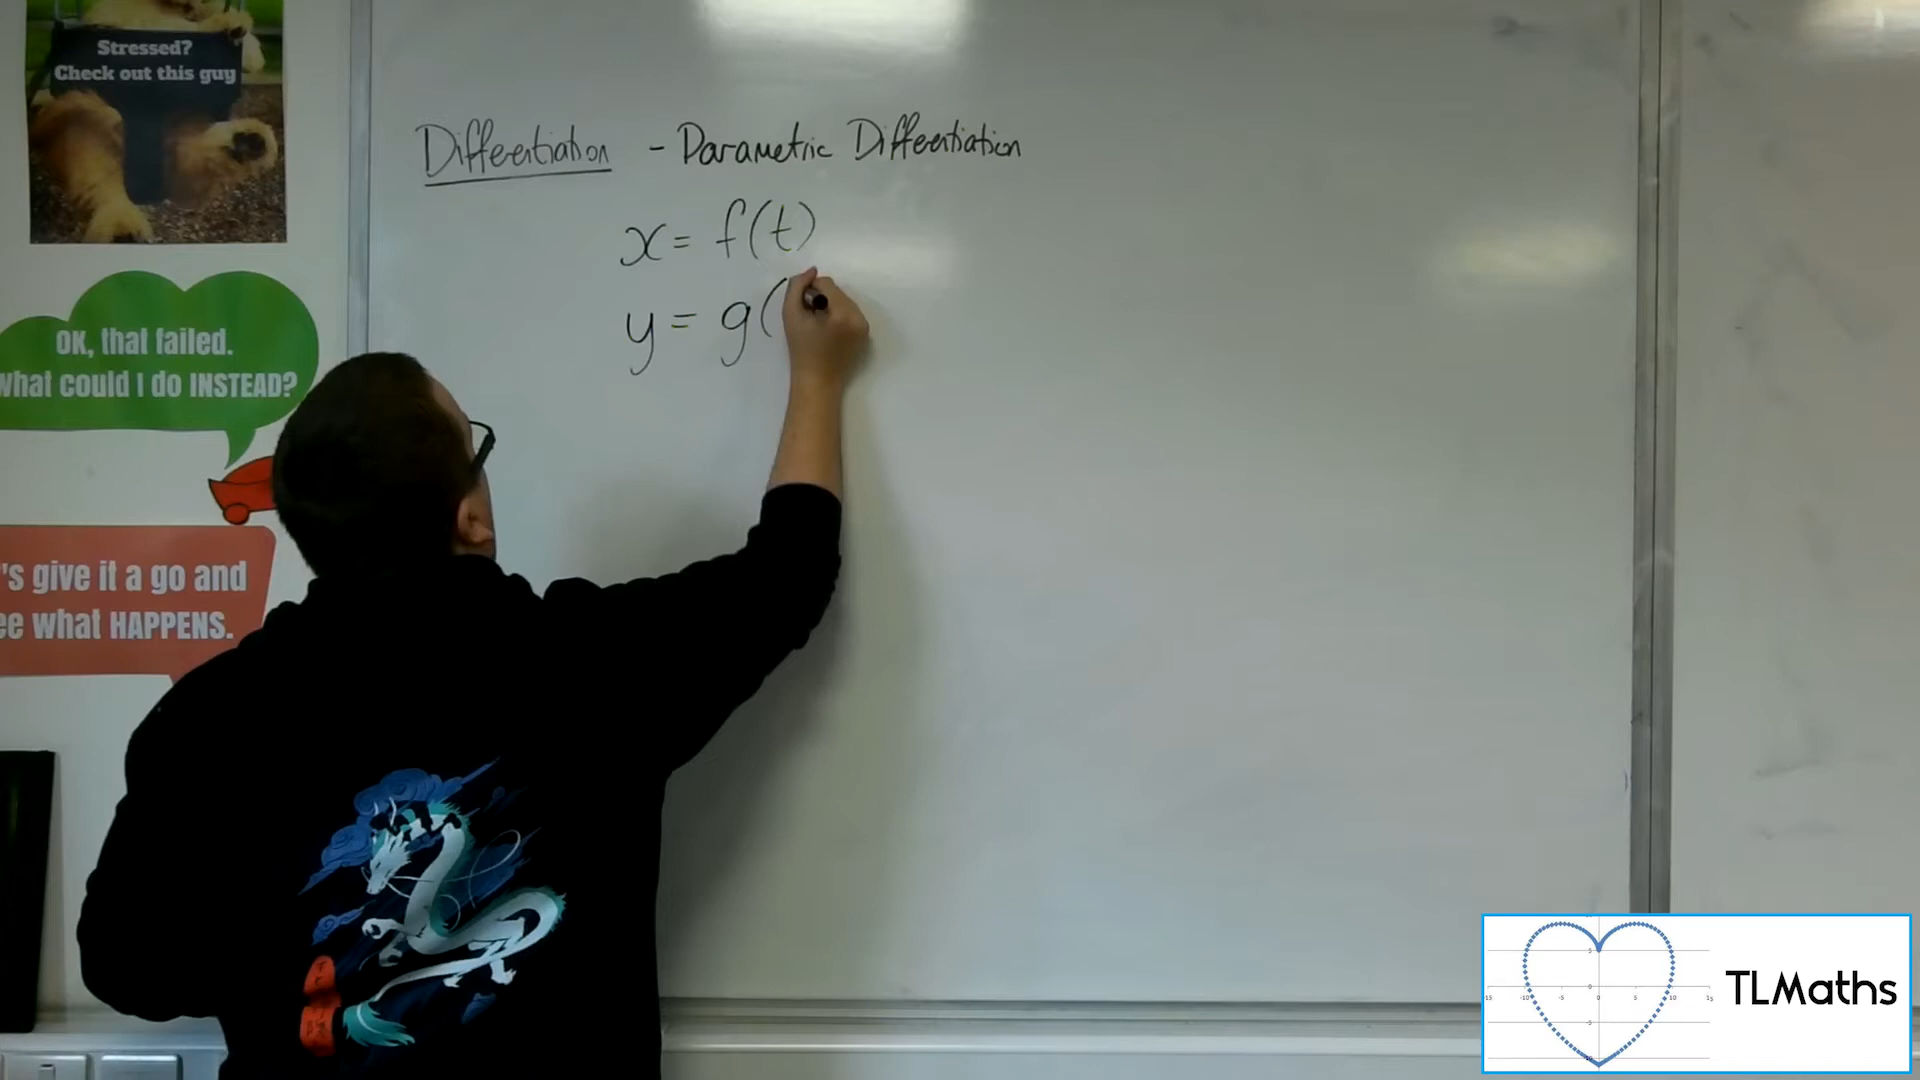 Stressed?
Check out this guy
Differentiation - Parametric Differentiation
x = f(t)
y = g(
OK, that failed.
what could I do INSTEAD?
's give it a go and
ee what HAPPENS.
TLMaths